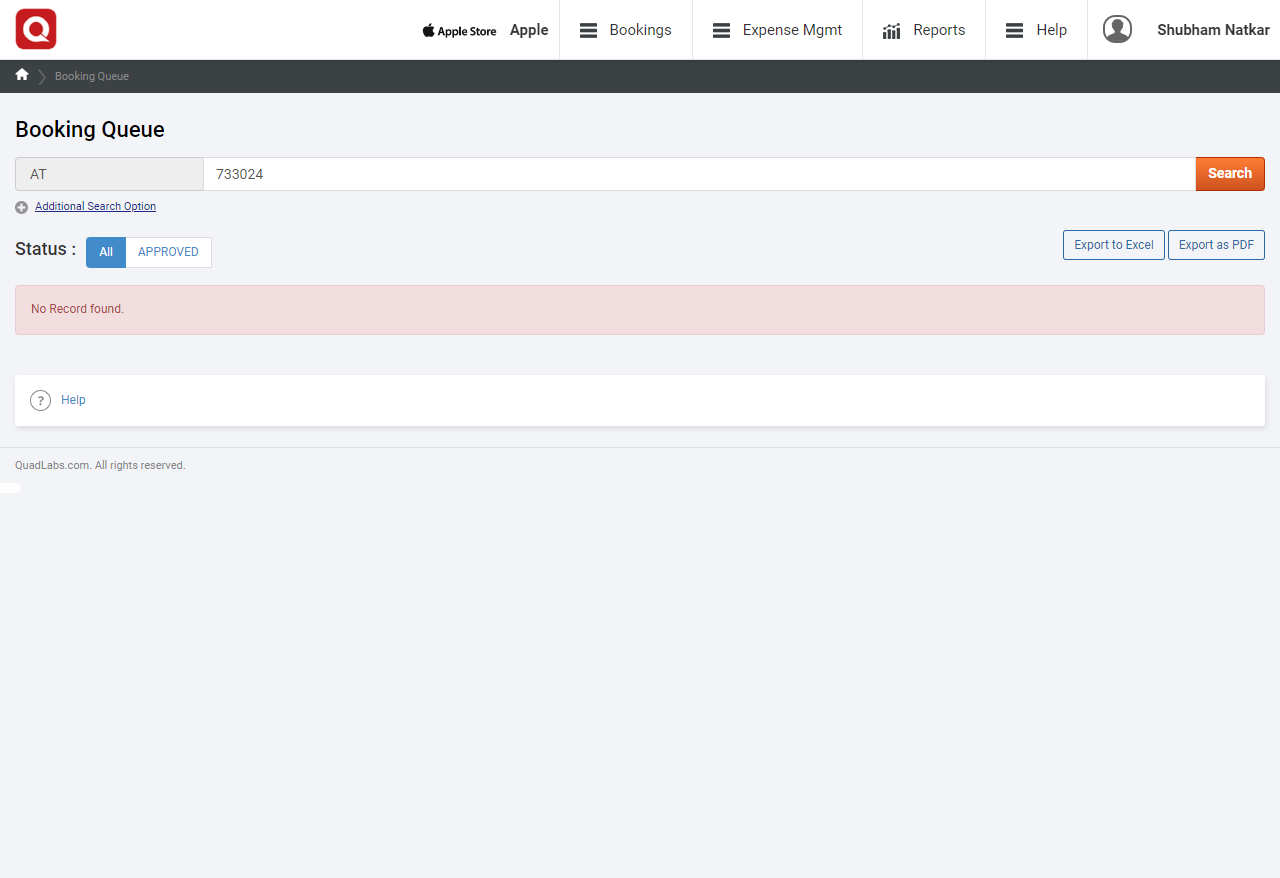 Apple Store Apple Bookings Expense Mgmt Reports Help Shubham Natkar
Booking Queue
Booking Queue
AT 733024 Search
Additional Search Option
Status : All APPROVED Export to Excel Export as PDF
No Record found.
? Help
QuadLabs.com. All rights reserved.